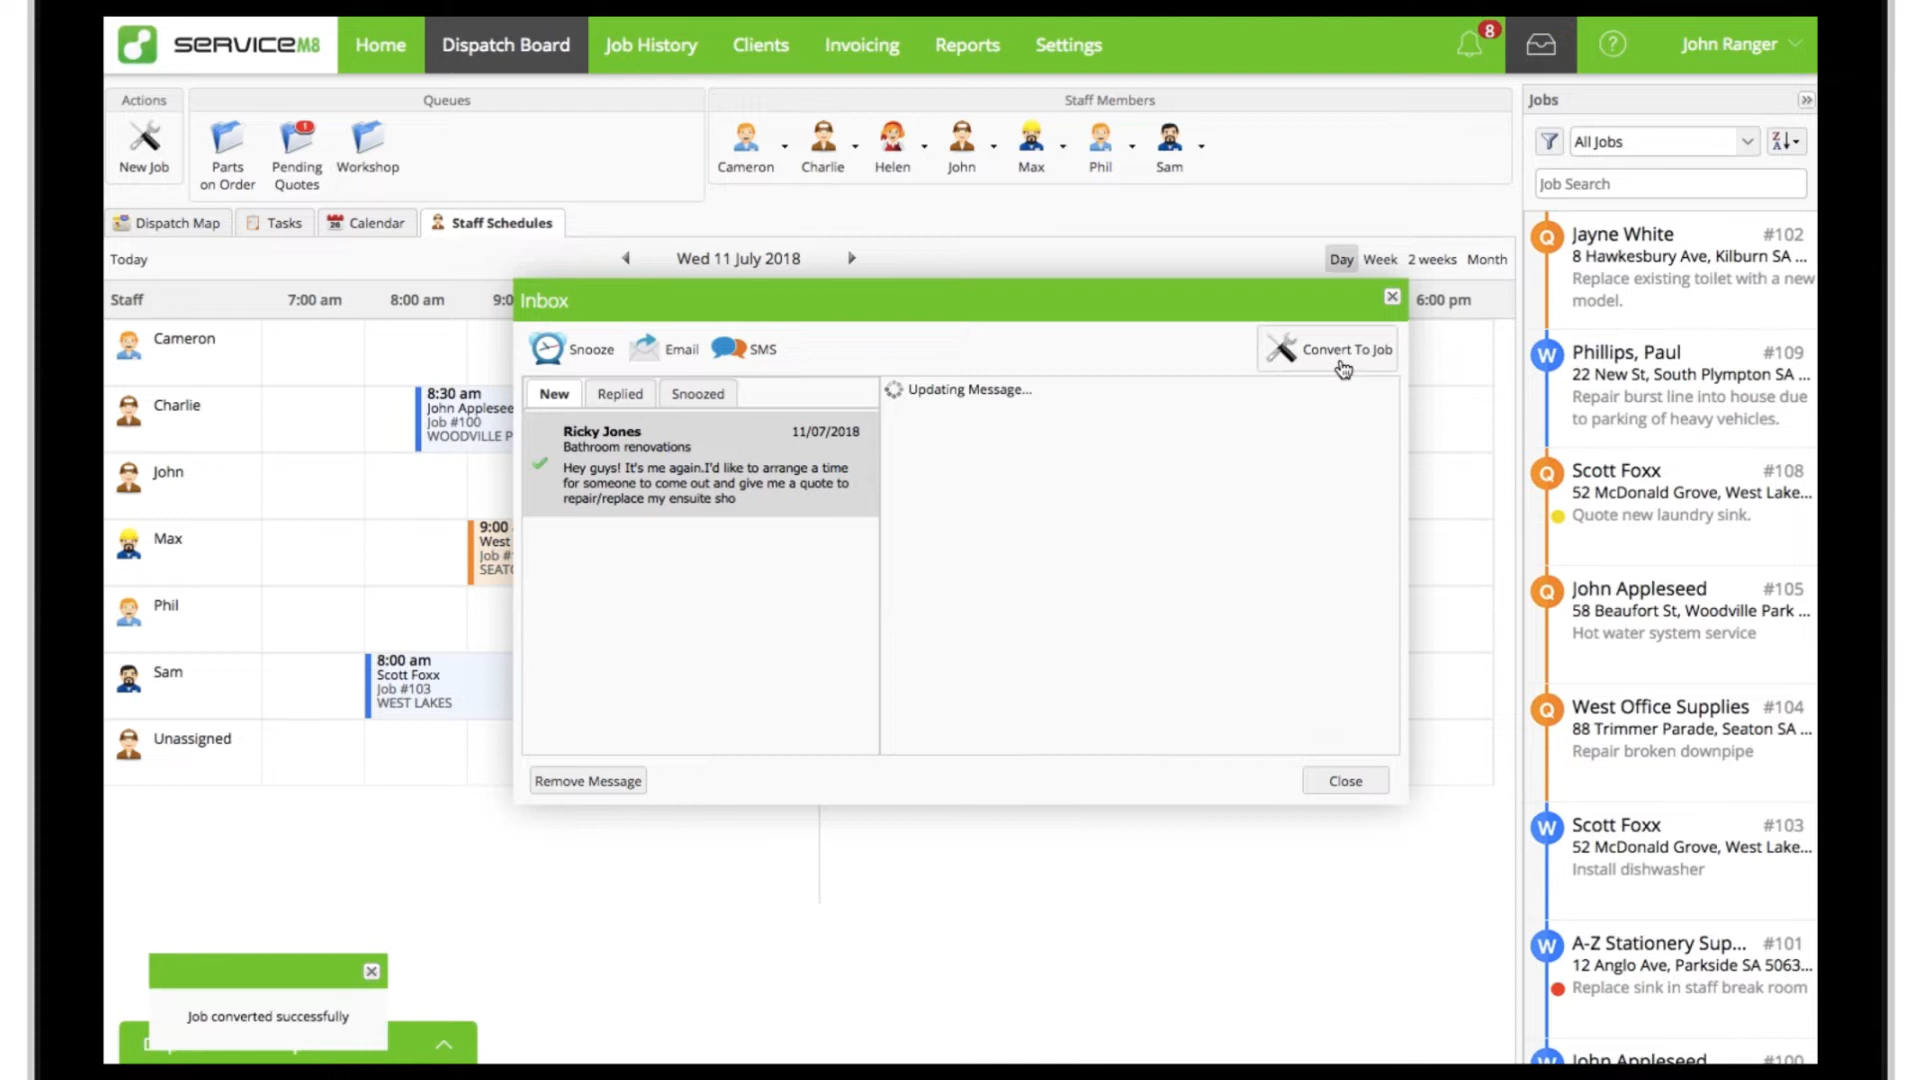 SERVICEM8
Home
Dispatch Board
Job History
Clients
Invoicing
Reports
Settings
8
?
John Ranger
Actions
New Job
Queues
Parts
on Order
1
Pending
Quotes
Workshop
Staff Members
Cameron
Charlie
Helen
John
Max
Phil
Sam
Jobs
All Jobs
Job Search
Dispatch Map
Tasks
Calendar
Staff Schedules
Today
Wed 11 July 2018
Day
Week
2 weeks
Month
Staff
7:00 am
8:00 am
9:0
6:00 pm
Cameron
Charlie
8:30 am
John Applesee
Job #100
WOODVILLE P
John
Max
9:00
West
Job #
SEAT
Phil
Sam
8:00 am
Scott Foxx
Job #103
WEST LAKES
Unassigned
Inbox
Snooze
Email
SMS
Convert To Job
New
Replied
Snoozed
Ricky Jones
11/07/2018
Bathroom renovations
Hey guys! It's me again.I'd like to arrange a time
for someone to come out and give me a quote to
repair/replace my ensuite sho
Updating Message...
Remove Message
Close
Q
Jayne White #102
8 Hawkesbury Ave, Kilburn SA ...
Replace existing toilet with a new
model.
W
Phillips, Paul #109
22 New St, South Plympton SA ...
Repair burst line into house due
to parking of heavy vehicles.
Q
Scott Foxx #108
52 McDonald Grove, West Lake...
Quote new laundry sink.
Q
John Appleseed #105
58 Beaufort St, Woodville Park ...
Hot water system service
Q
West Office Supplies #104
88 Trimmer Parade, Seaton SA ...
Repair broken downpipe
W
Scott Foxx #103
52 McDonald Grove, West Lake...
Install dishwasher
W
A-Z Stationery Sup... #101
12 Anglo Ave, Parkside SA 5063...
Replace sink in staff break room
W
John Appleseed #100
Job converted successfully